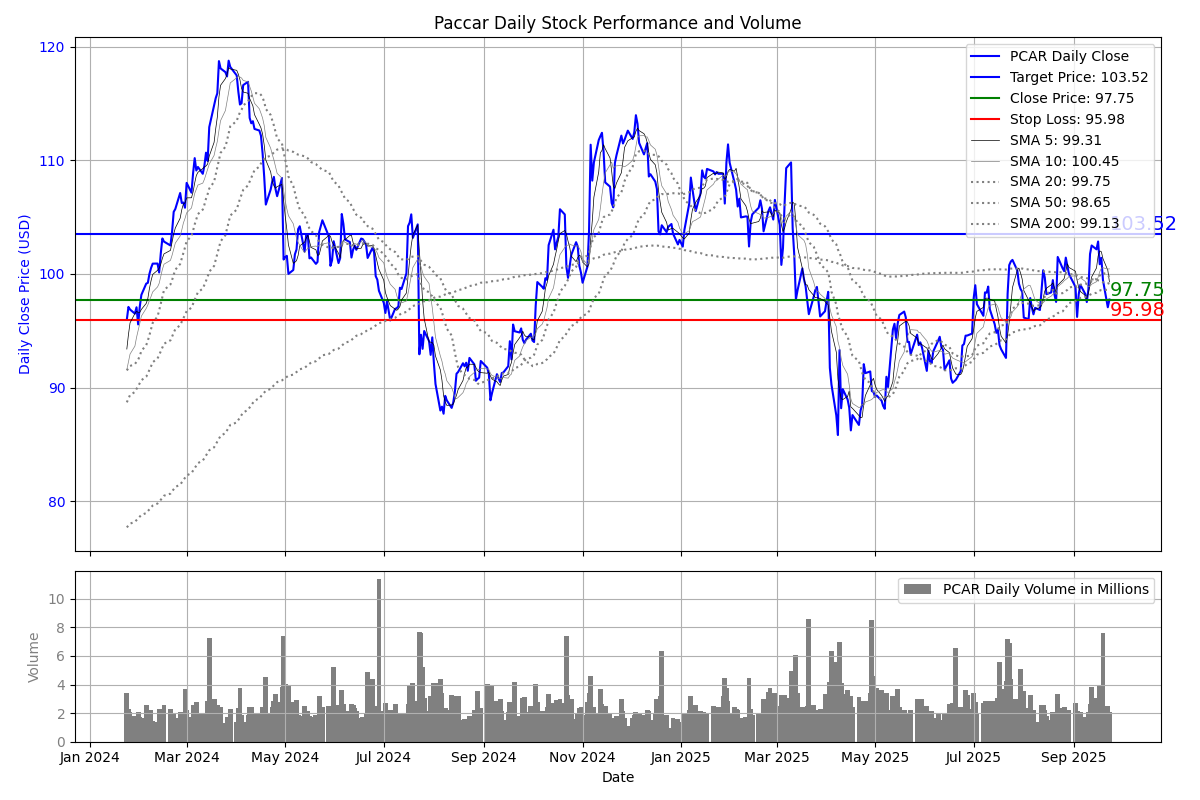 Paccar Daily Stock Performance and Volume
120
110
100
90
80
Daily Close Price (USD)
PCAR Daily Close
Target Price: 103.52
Close Price: 97.75
Stop Loss: 95.98
SMA 5: 99.31
SMA 10: 100.45
SMA 20: 99.75
SMA 50: 98.65
SMA 200: 99.13
103.52
97.75
95.98
10
8
6
4
2
0
Volume
PCAR Daily Volume in Millions
Jan 2024
Mar 2024
May 2024
Jul 2024
Sep 2024
Nov 2024
Jan 2025
Mar 2025
May 2025
Jul 2025
Sep 2025
Date